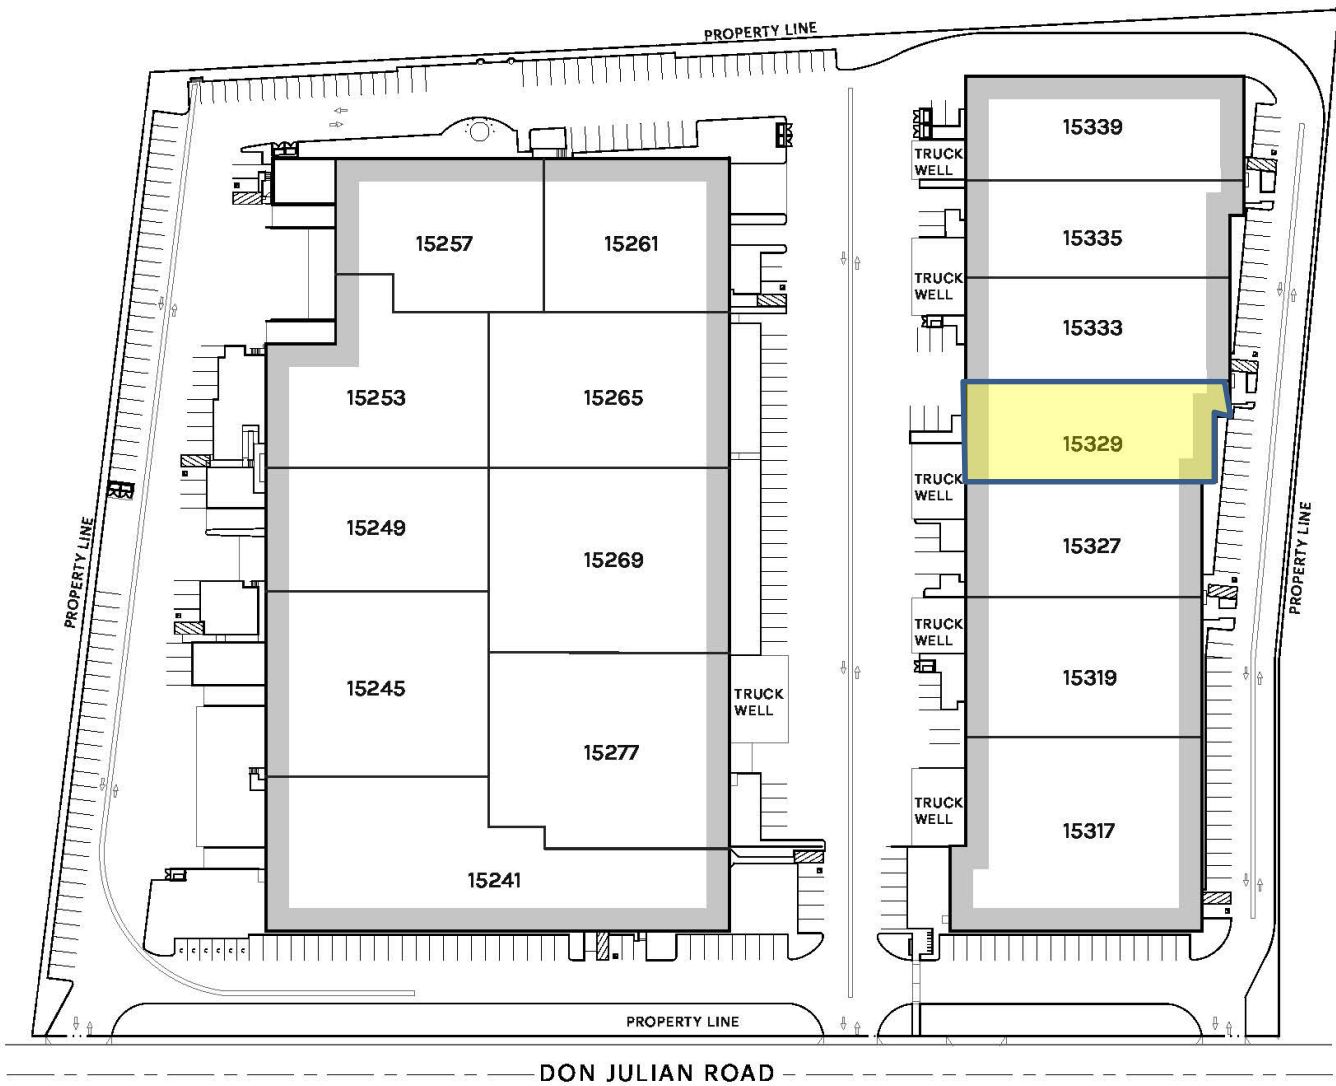 PROPERTY LINE
15339
TRUCK
WELL
15257
15261
15335
TRUCK
WELL
15333
15253
15265
15329
TRUCK
WELL
PROPERTY LINE
PROPERTY LINE
15249
15269
15327
TRUCK
WELL
15245
15319
TRUCK
WELL
15277
TRUCK
WELL
15317
15241
PROPERTY LINE
DON JULIAN ROAD